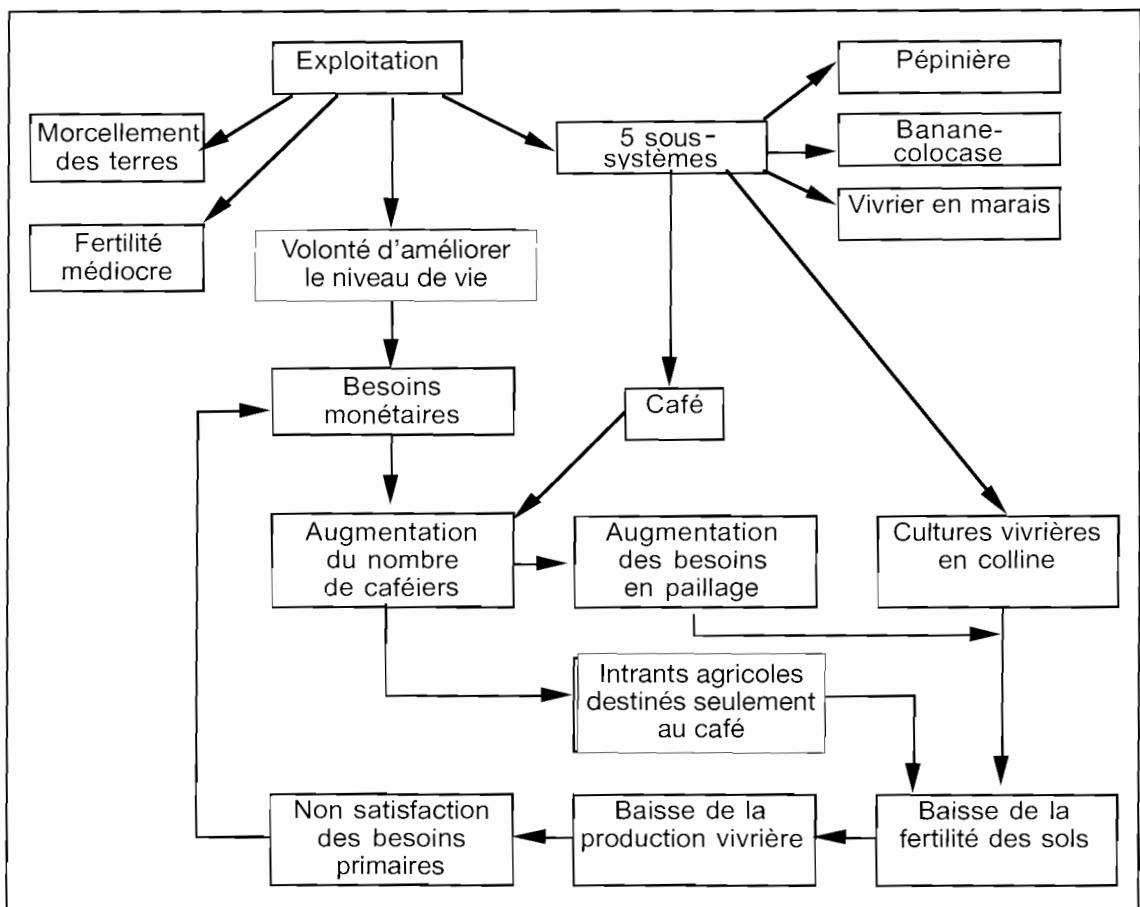 Exploitation
Pépinière
Morcellement
des terres
5 sous-
systèmes
Banane-
colocase
Vivrier en marais
Fertilité
médiocre
Volonté d'améliorer
le niveau de vie
Besoins
monétaires
Café
Augmentation
du nombre
de caféiers
Augmentation
des besoins
en paillage
Cultures vivrières
en colline
Intrants agricoles
destinés seulement
au café
Non satisfaction
des besoins
primaires
Baisse de la
production vivrière
Baisse de la
fertilité des sols